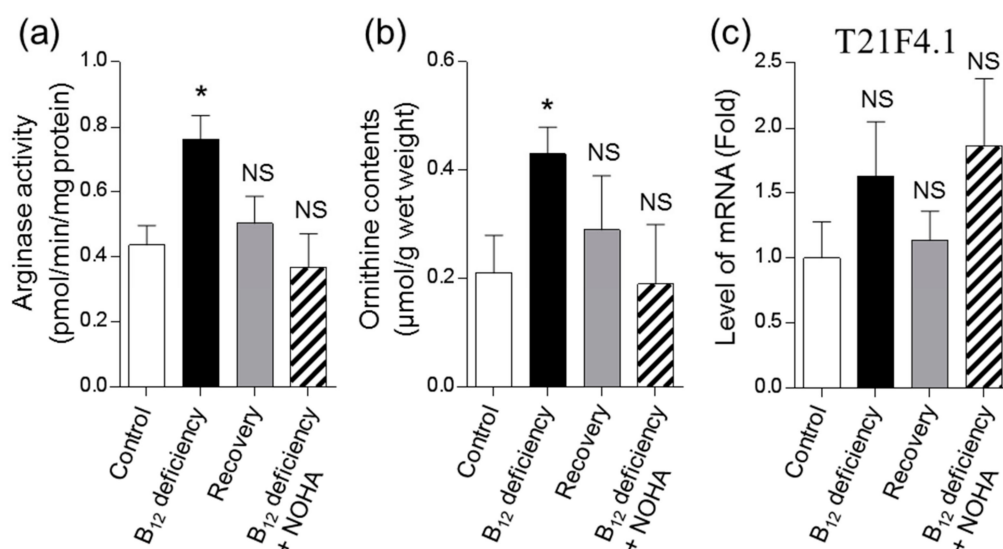 (a)
Arginase activity
(pmol/min/mg protein)
1.0
0.8
0.6
0.4
0.2
0.0
*
NS
NS
Control
B12 deficiency
Recovery
B12 deficiency
+ NOHA
(b)
Ornithine contents
(μmol/g wet weight)
0.6
0.4
0.2
0.0
*
NS
NS
Control
B12 deficiency
Recovery
B12 deficiency
+ NOHA
(c)
T21F4.1
Level of mRNA (Fold)
2.5
2.0
1.5
1.0
0.5
0.0
NS
NS
NS
Control
B12 deficiency
Recovery
B12 deficiency
+ NOHA